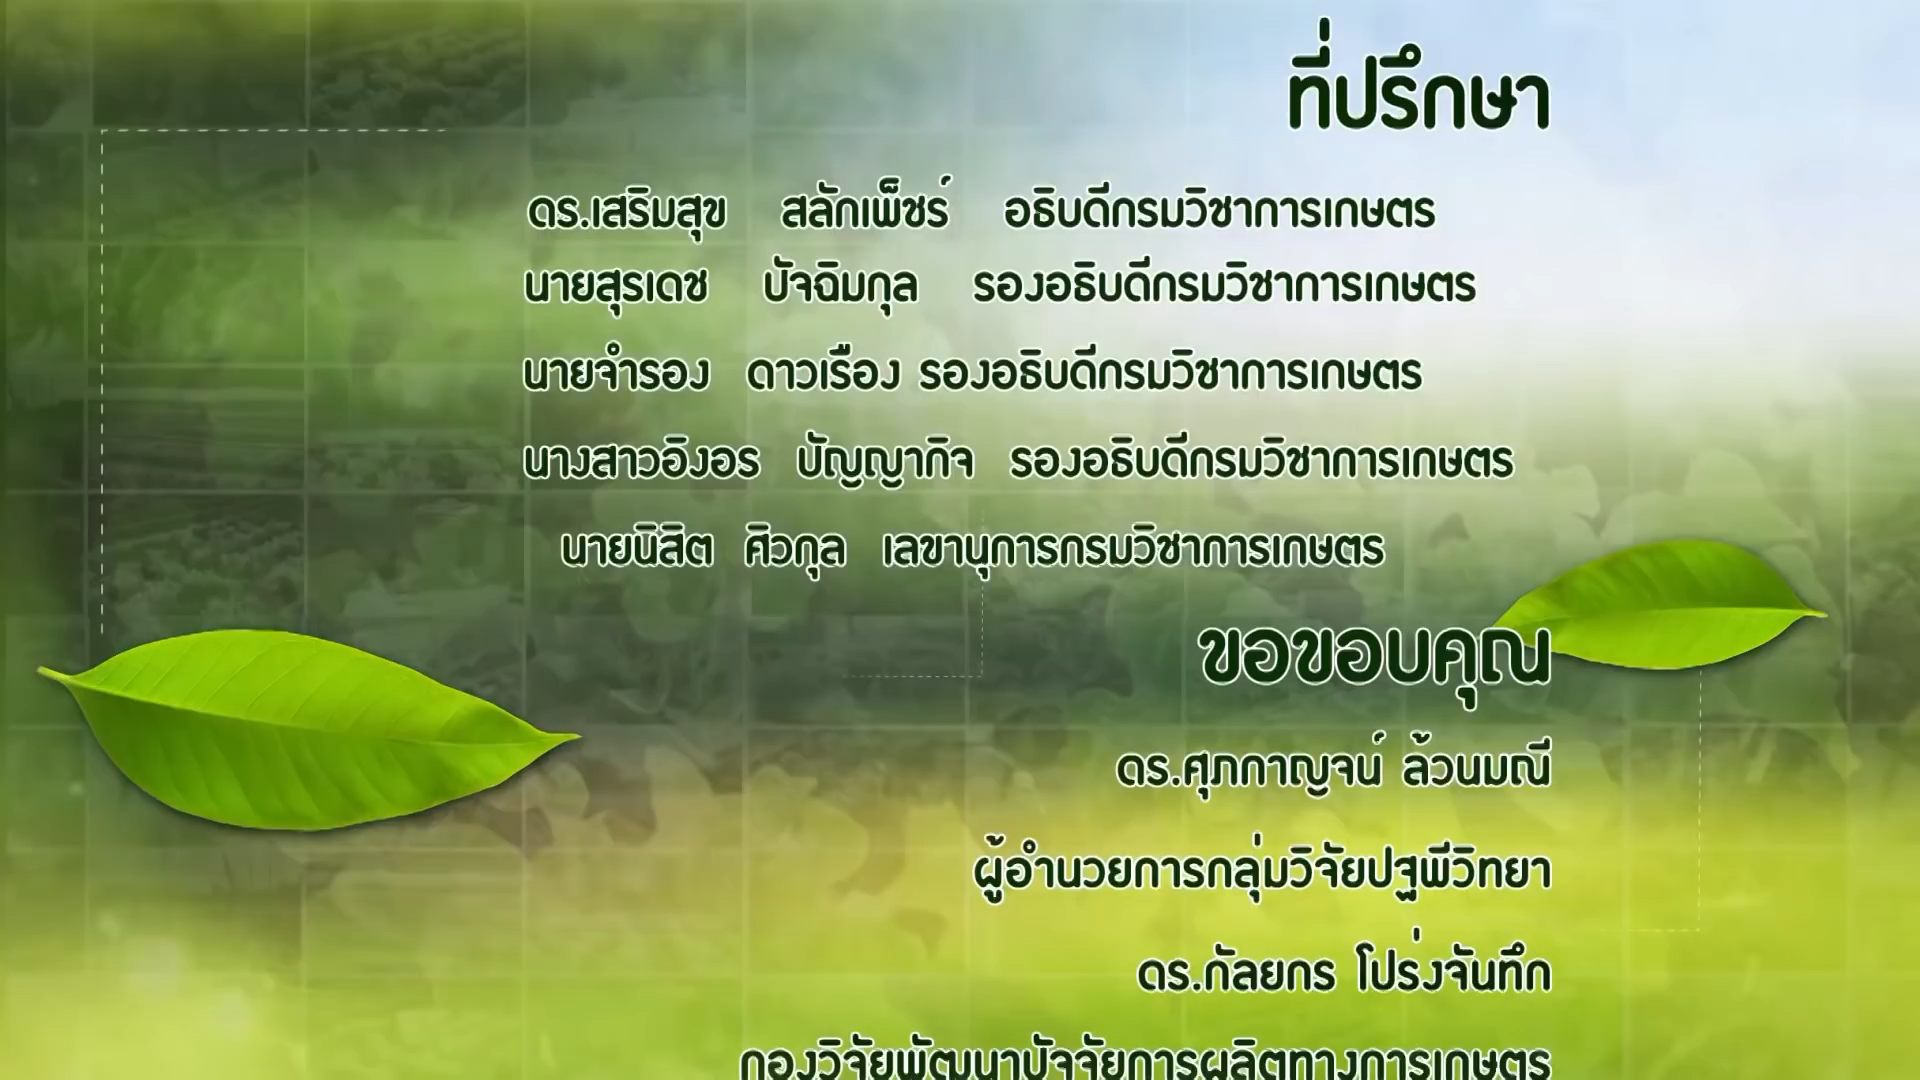 ที่ปรึกษา
ดร.เสริมสุข สลักเพ็ชร์ อธิบดีกรมวิชาการเกษตร
นายสุรเดช ปัจฉิมกุล รองอธิบดีกรมวิชาการเกษตร
นายจำรอง ดาวเรือง รองอธิบดีกรมวิชาการเกษตร
นางสาวอิงอร ปัญญากิจ รองอธิบดีกรมวิชาการเกษตร
นายนิสิต ศิวกุล เลขานุการกรมวิชาการเกษตร
ขอขอบคุณ
ดร.ศุภกาญจน์ ล้วนมณี
ผู้อำนวยการกลุ่มวิจัยปฐพีวิทยา
ดร.กัลยกร โปร่งจันทึก
กองวิจัยพัฒนาปัจจัยการผลิตทางการเกษตร